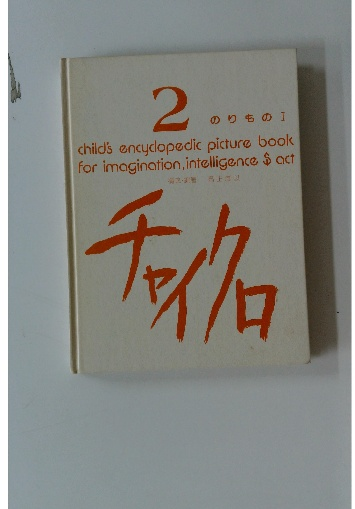 2 のりもの I
child's encyclopedic picture book
for imagination, intelligence & act
チャイクロ